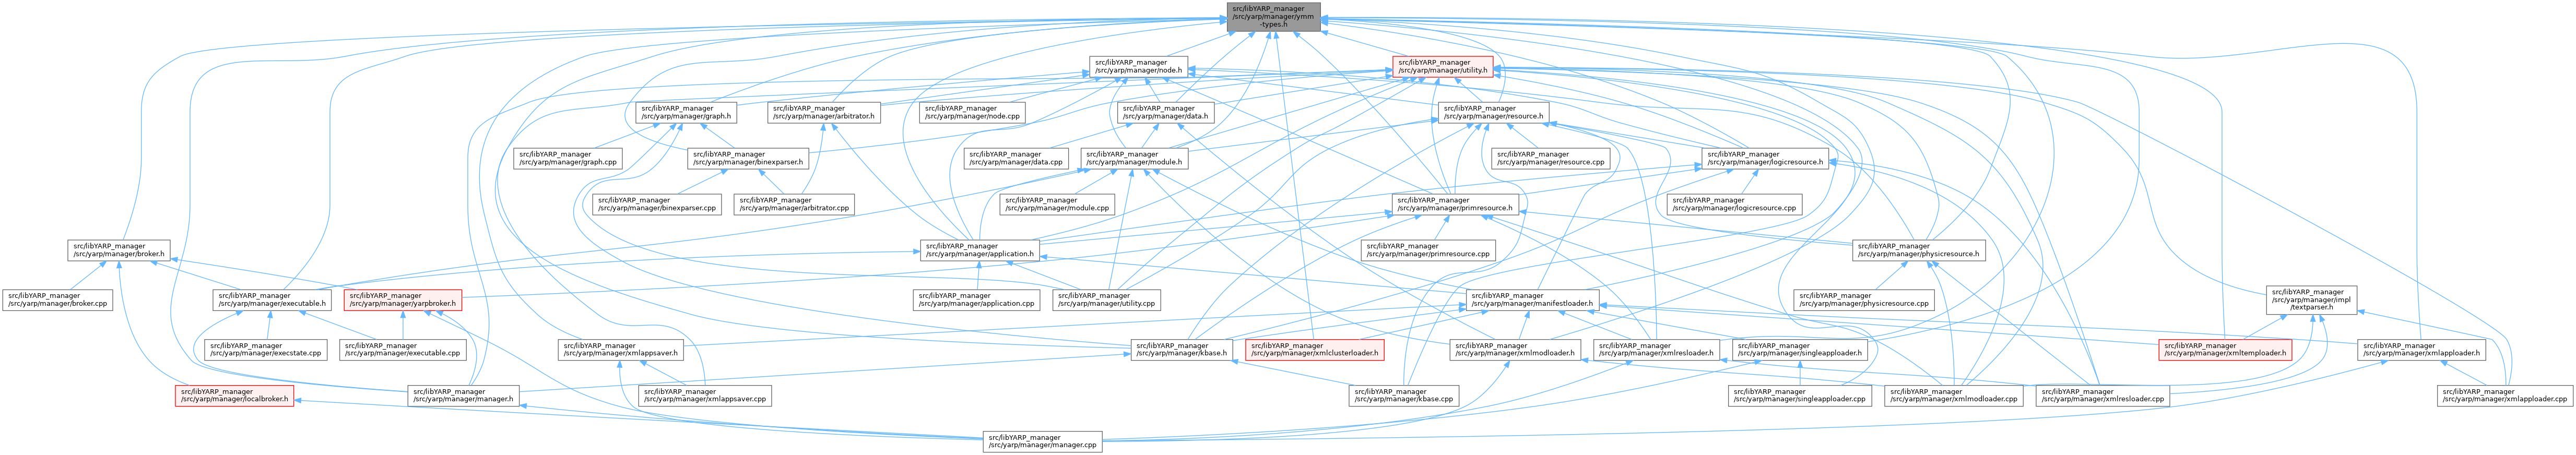 src/libYARP_manager
/src/yarp/manager/ymm
-types.h
src/libYARP_manager
/src/yarp/manager/node.h
src/libYARP_manager
/src/yarp/manager/utility.h
src/libYARP_manager
/src/yarp/manager/graph.h
src/libYARP_manager
/src/yarp/manager/arbitrator.h
src/libYARP_manager
/src/yarp/manager/node.cpp
src/libYARP_manager
/src/yarp/manager/data.h
src/libYARP_manager
/src/yarp/manager/resource.h
src/libYARP_manager
/src/yarp/manager/graph.cpp
src/libYARP_manager
/src/yarp/manager/binexparser.h
src/libYARP_manager
/src/yarp/manager/data.cpp
src/libYARP_manager
/src/yarp/manager/module.h
src/libYARP_manager
/src/yarp/manager/resource.cpp
src/libYARP_manager
/src/yarp/manager/logicresource.h
src/libYARP_manager
/src/yarp/manager/binexparser.cpp
src/libYARP_manager
/src/yarp/manager/arbitrator.cpp
src/libYARP_manager
/src/yarp/manager/module.cpp
src/libYARP_manager
/src/yarp/manager/primresource.h
src/libYARP_manager
/src/yarp/manager/logicresource.cpp
src/libYARP_manager
/src/yarp/manager/broker.h
src/libYARP_manager
/src/yarp/manager/application.h
src/libYARP_manager
/src/yarp/manager/primresource.cpp
src/libYARP_manager
/src/yarp/manager/physicresource.h
src/libYARP_manager
/src/yarp/manager/broker.cpp
src/libYARP_manager
/src/yarp/manager/executable.h
src/libYARP_manager
/src/yarp/manager/yarpbroker.h
src/libYARP_manager
/src/yarp/manager/application.cpp
src/libYARP_manager
/src/yarp/manager/utility.cpp
src/libYARP_manager
/src/yarp/manager/manifestloader.h
src/libYARP_manager
/src/yarp/manager/physicresource.cpp
src/libYARP_manager
/src/yarp/manager/impl
/textparser.h
src/libYARP_manager
/src/yarp/manager/execstate.cpp
src/libYARP_manager
/src/yarp/manager/executable.cpp
src/libYARP_manager
/src/yarp/manager/xmlappsaver.h
src/libYARP_manager
/src/yarp/manager/kbase.h
src/libYARP_manager
/src/yarp/manager/xmlclusterloader.h
src/libYARP_manager
/src/yarp/manager/xmlmodloader.h
src/libYARP_manager
/src/yarp/manager/xmlresloader.h
src/libYARP_manager
/src/yarp/manager/singleapploader.h
src/libYARP_manager
/src/yarp/manager/xmltemploader.h
src/libYARP_manager
/src/yarp/manager/xmlapploader.h
src/libYARP_manager
/src/yarp/manager/localbroker.h
src/libYARP_manager
/src/yarp/manager/manager.h
src/libYARP_manager
/src/yarp/manager/xmlappsaver.cpp
src/libYARP_manager
/src/yarp/manager/kbase.cpp
src/libYARP_manager
/src/yarp/manager/singleapploader.cpp
src/libYARP_manager
/src/yarp/manager/xmlmodloader.cpp
src/libYARP_manager
/src/yarp/manager/xmlresloader.cpp
src/libYARP_manager
/src/yarp/manager/xmlapploader.cpp
src/libYARP_manager
/src/yarp/manager/manager.cpp